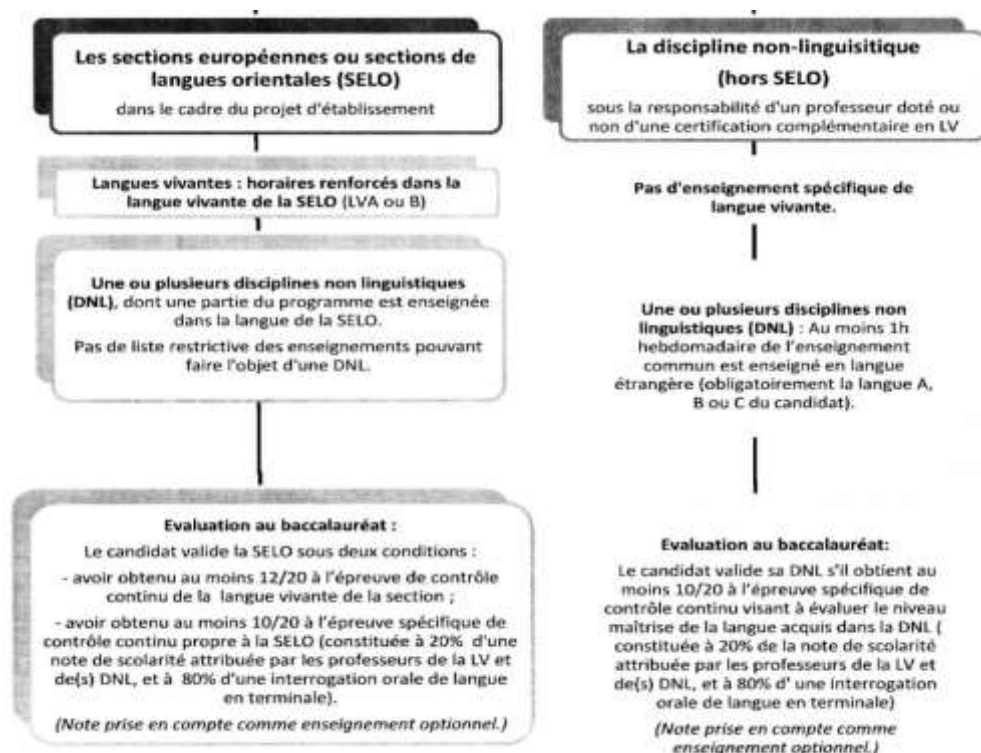 Les sections européennes ou sections de
langues orientales (SELO)
dans le cadre du projet d'établissement
Langues vivantes : horaires renforcés dans la
langue vivante de la SELO (LVA ou B)
Une ou plusieurs disciplines non linguistiques
(DNL), dont une partie du programme est enseignée
dans la langue de la SELO.
Pas de liste restrictive des enseignements pouvant
faire l'objet d'une DNL.
Evaluation au baccalauréat :
Le candidat valide la SELO sous deux conditions :
- avoir obtenu au moins 12/20 à l'épreuve de contrôle
continu de la langue vivante de la section ;
- avoir obtenu au moins 10/20 à l'épreuve spécifique de
contrôle continu propre à la SELO (constituée à 20% d'une
note de scolarité attribuée par les professeurs de la LV et
de(s) DNL, et à 80% d'une interrogation orale de langue
en terminale).
(Note prise en compte comme enseignement optionnel.)
La discipline non-linguisitique
(hors SELO)
sous la responsabilité d'un professeur doté ou
non d'une certification complémentaire en LV
Pas d'enseignement spécifique de
langue vivante.
Une ou plusieurs disciplines non
linguistiques (DNL) : Au moins 1h
hebdomadaire de l'enseignement
commun est enseigné en langue
étrangère (obligatoirement la langue A,
B ou C du candidat).
Evaluation au baccalauréat:
Le candidat valide sa DNL s'il obtient au
moins 10/20 à l'épreuve spécifique de
contrôle continu visant à évaluer le niveau
maîtrise de la langue acquis dans la DNL (
constituée à 20% de la note de scolarité
attribuée par les professeurs de la LV et
de(s) DNL, et à 80% d' une interrogation
orale de langue en terminale)
(Note prise en compte comme
enseignement optionnel.)